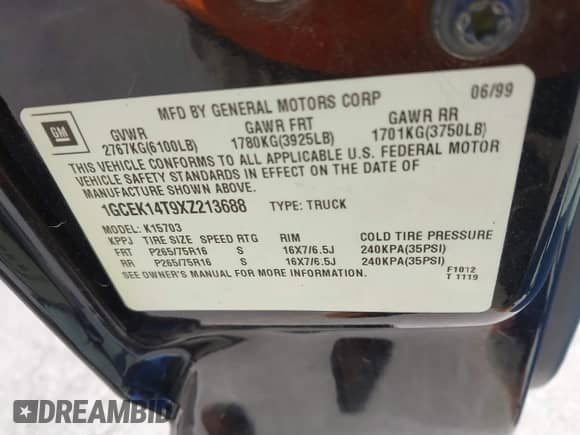 MFD BY GENERAL MOTORS CORP 06/99
GM
GVWR GAWR FRT GAWR RR
2767KG(6100LB) 1780KG(3925LB) 1701KG(3750LB)
THIS VEHICLE CONFORMS TO ALL APPLICABLE U.S. FEDERAL MOTOR
VEHICLE SAFETY STANDARDS IN EFFECT ON THE DATE OF
MANUFACTURE SHOWN ABOVE.
1GCEK14T9XZ213688 TYPE: TRUCK
MODEL: K15703
KPPJ TIRE SIZE SPEED RTG RIM COLD TIRE PRESSURE
FRT P265/75R16 S 16X7/6.5J 240KPA(35PSI)
RR P265/75R16 S 16X7/6.5J 240KPA(35PSI)
SEE OWNER'S MANUAL FOR MORE INFORMATION. F1012
T 1119
DREAMBID